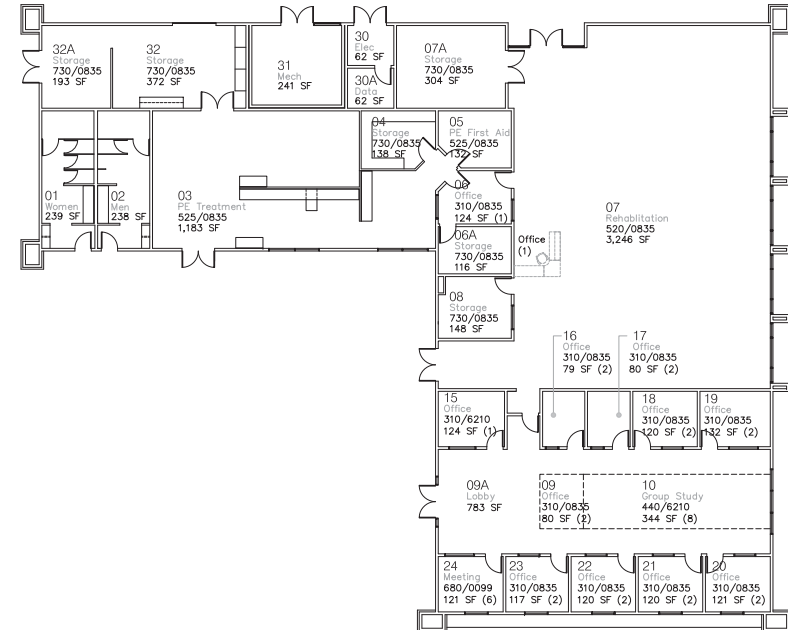 32A
Storage
730/0835
193 SF
32
Storage
730/0835
372 SF
31
Mech
241 SF
30
Elec
62 SF
30A
Data
62 SF
07A
Storage
730/0835
304 SF
04
Storage
730/0835
138 SF
05
PE First Aid
525/0835
132 SF
01
Women
239 SF
02
Men
238 SF
03
PE Treatment
525/0835
1,183 SF
06
Office
310/0835
124 SF (1)
06A
Storage
730/0835
116 SF
Office
(1)
07
Rehablitation
520/0835
3,246 SF
08
Storage
730/0835
148 SF
16
Office
310/0835
79 SF (2)
17
Office
310/0835
80 SF (2)
15
Office
310/6210
124 SF (1)
18
Office
310/0835
120 SF (2)
19
Office
310/0835
132 SF (2)
09A
Lobby
783 SF
09
Office
310/0835
80 SF (2)
10
Group Study
440/6210
344 SF (8)
24
Meeting
680/0099
121 SF (6)
23
Office
310/0835
117 SF (2)
22
Office
310/0835
120 SF (2)
21
Office
310/0835
120 SF (2)
20
Office
310/0835
121 SF (2)